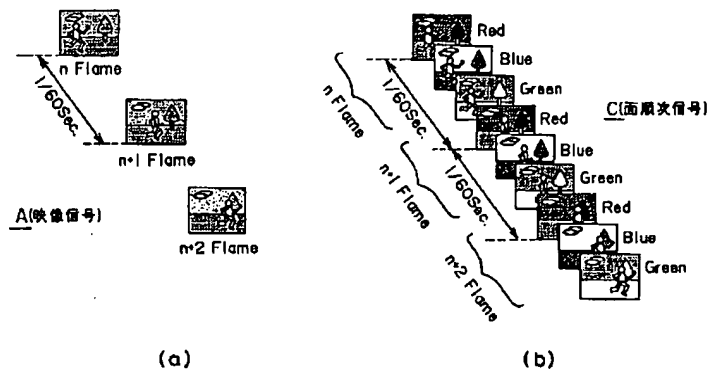 n Flame
1/60Sec.
n+1 Flame
A(映像信号)
n+2 Flame
(a)
Red
Blue
Green
Red
Blue
Green
Red
Blue
Green
C(面順次信号)
1/60Sec.
1/60Sec.
n Flame
n+1 Flame
n+2 Flame
(b)